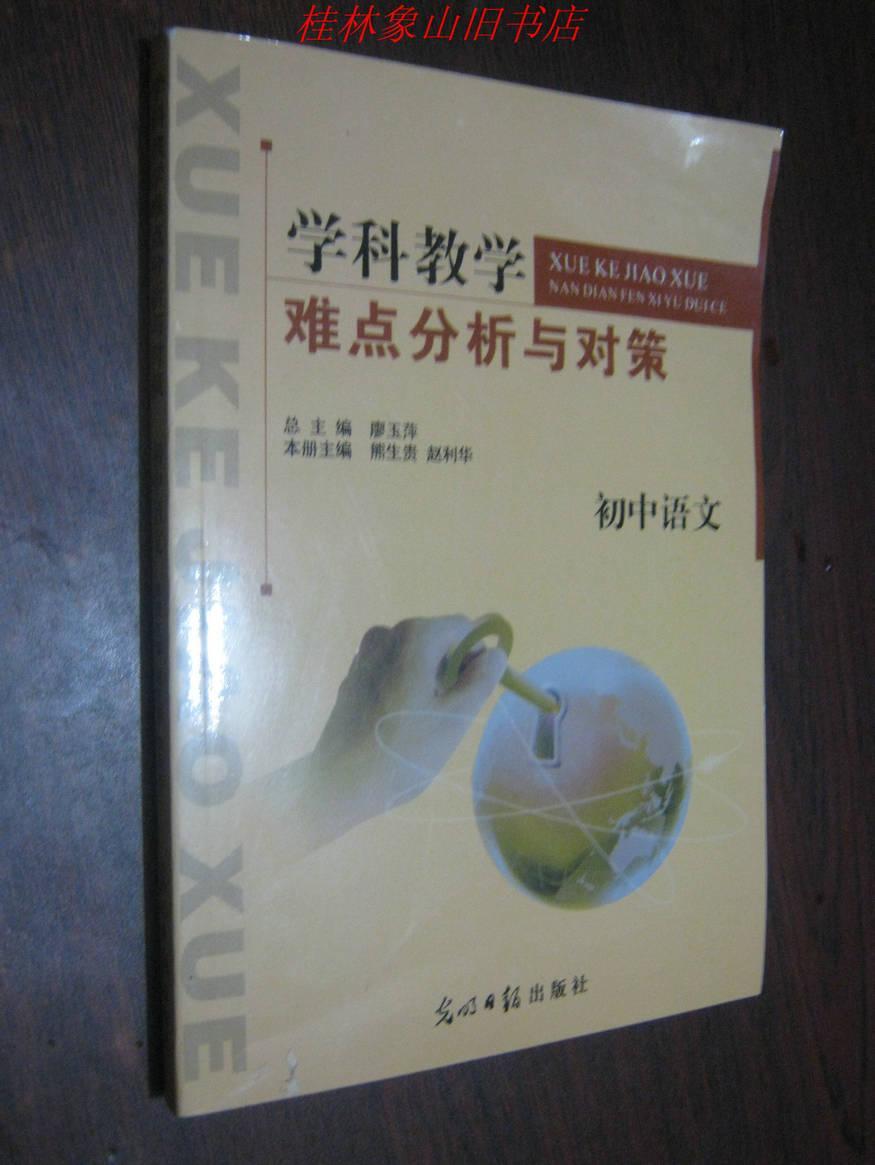 桂林象山旧书店
XUE KE JIAO XUE
学科教学
XUE KE JIAO XUE
NAN DIAN FEN XI YU DUI CE
难点分析与对策
总主编 廖玉萍
本册主编 熊生贵 赵利华
初中语文
光明日报出版社